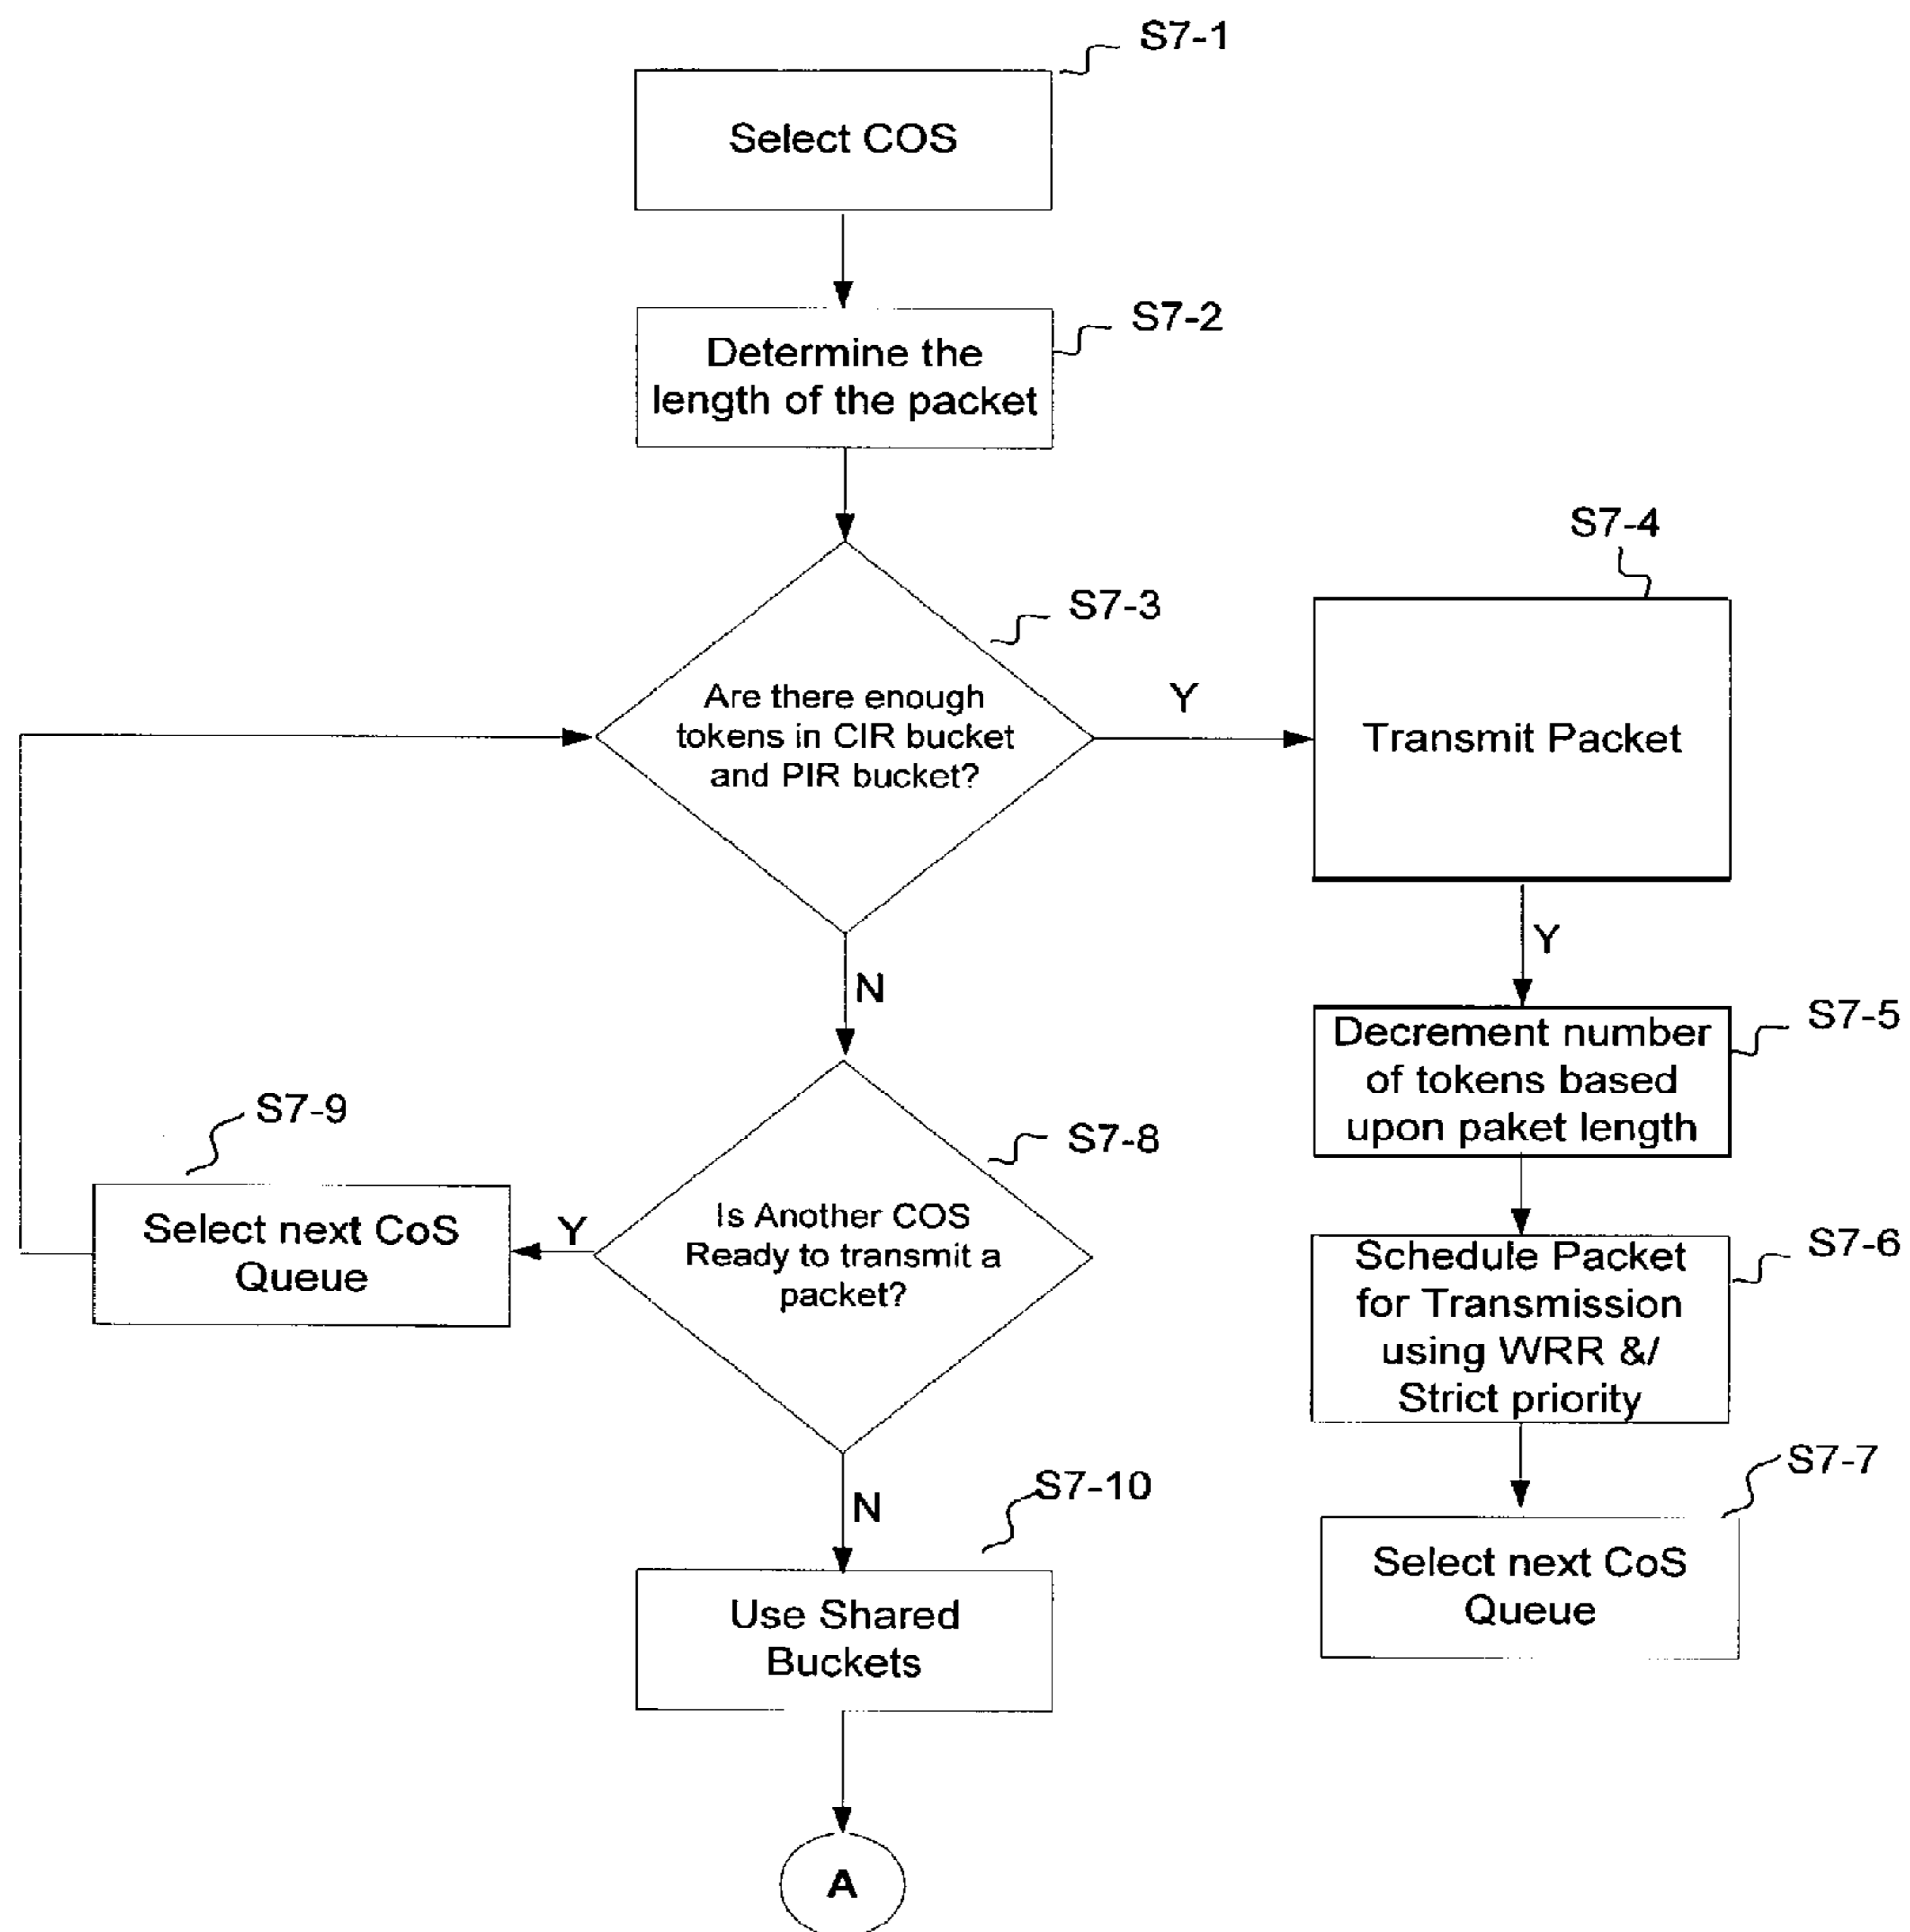 S7-1
Select COS
S7-2
Determine the
length of the packet
S7-3
Are there enough
tokens in CIR bucket
and PIR bucket?
Y
S7-4
Transmit Packet
Y
S7-5
Decrement number
of tokens based
upon paket length
S7-6
Schedule Packet
for Transmission
using WRR &/
Strict priority
S7-7
Select next CoS
Queue
N
S7-8
Is Another COS
Ready to transmit a
packet?
Y
S7-9
Select next CoS
Queue
N
S7-10
Use Shared
Buckets
A